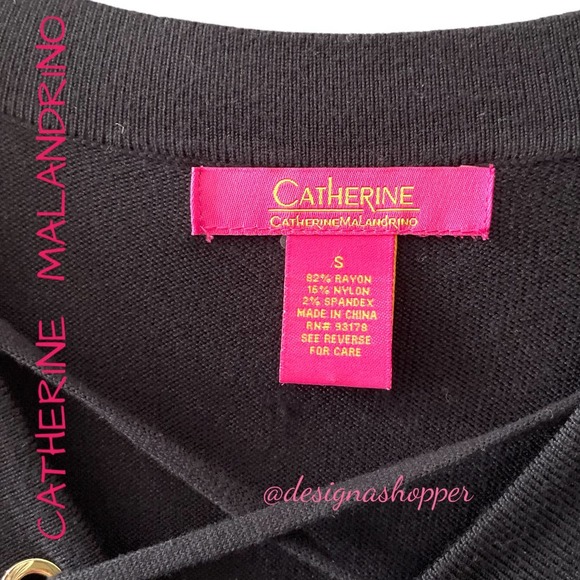 CATHERINE MALANDRINO
CATHERINE
CATHERINEMALANDRINO
S
82% RAYON
16% NYLON
2% SPANDEX
MADE IN CHINA
RN# 93178
SEE REVERSE
FOR CARE
@designashopper